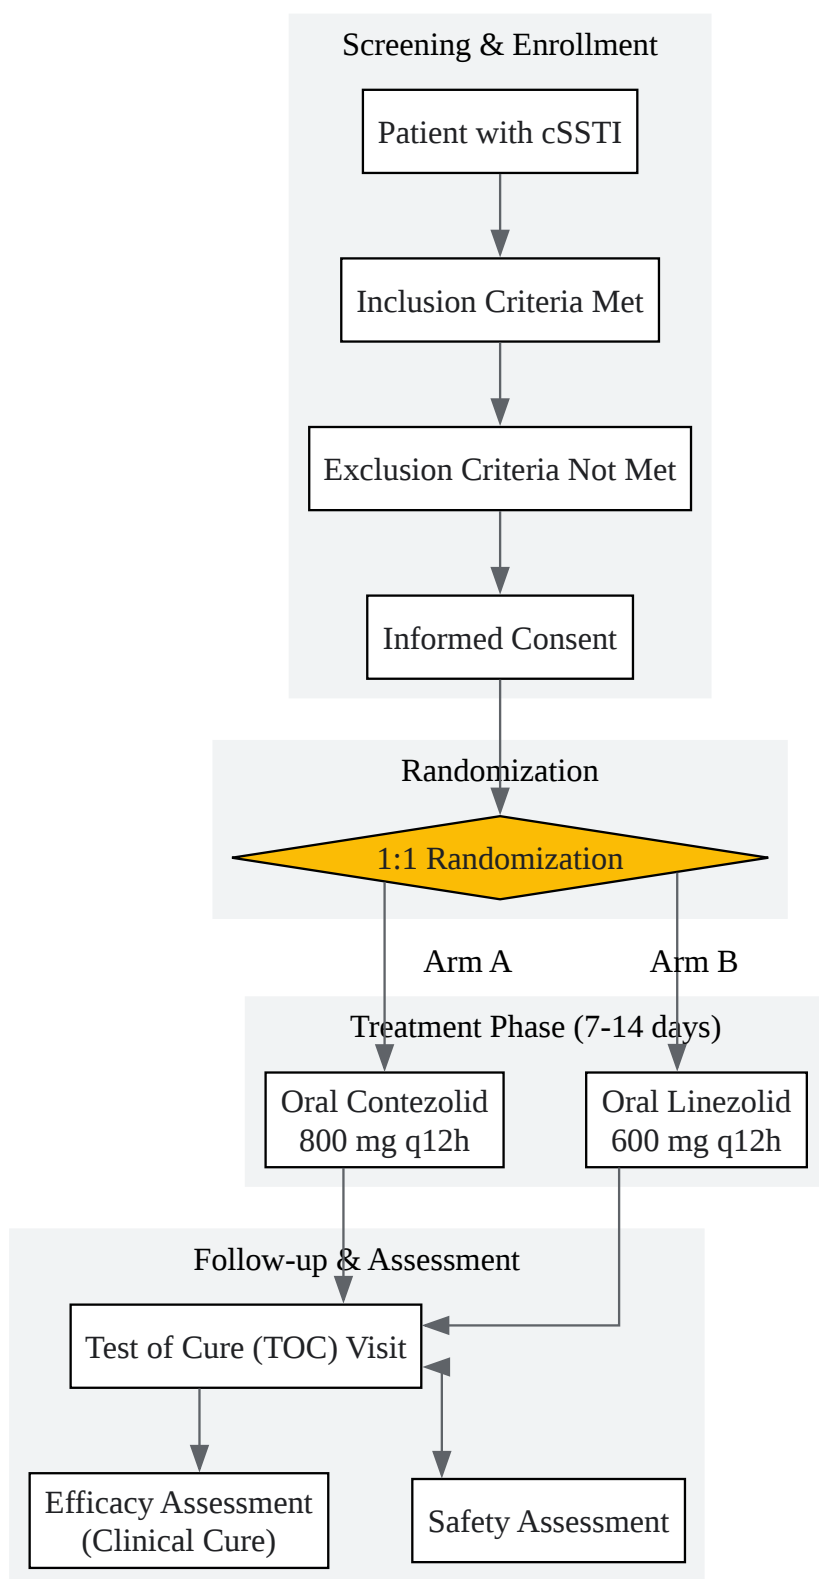 Screening & Enrollment
Patient with cSSTI
Inclusion Criteria Met
Exclusion Criteria Not Met
Informed Consent
Randomization
1:1 Randomization
Arm A
Arm B
Treatment Phase (7-14 days)
Oral Contezolid
800 mg q12h
Oral Linezolid
600 mg q12h
Follow-up & Assessment
Test of Cure (TOC) Visit
Efficacy Assessment
(Clinical Cure)
Safety Assessment